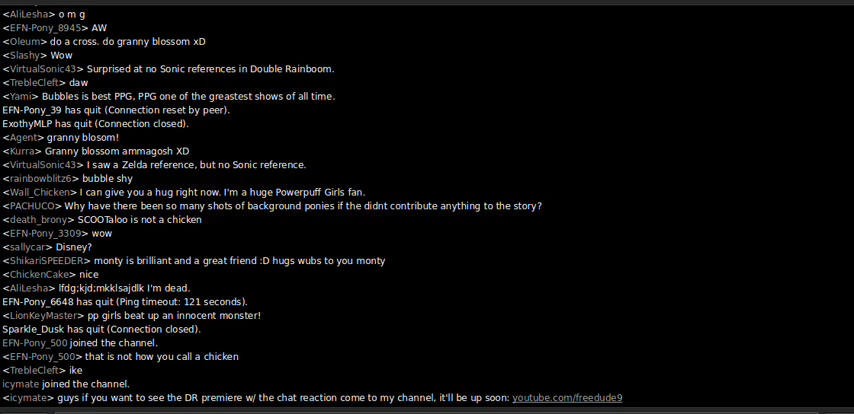 <AliLesha> o m g
<EFN-Pony_8945> AW
<Oleum> do a cross. do granny blossom xD
<Slashy> Wow
<VirtualSonic43> Surprised at no Sonic references in Double Rainboom.
<TrebleCleft> daw
<Yami> Bubbles is best PPG, PPG one of the greastest shows of all time.
EFN-Pony_39 has quit (Connection reset by peer).
ExothyMLP has quit (Connection closed).
<Agent> granny blosom!
<Kurra> Granny blossom ammagosh XD
<VirtualSonic43> I saw a Zelda reference, but no Sonic reference.
<rainbowblitz6> bubble shy
<Wall_Chicken> I can give you a hug right now. I'm a huge Powerpuff Girls fan.
<PACHUCO> Why have there been so many shots of background ponies if the didnt contribute anything to the story?
<death_brony> SCOOTaloo is not a chicken
<EFN-Pony_3309> wow
<sallycar> Disney?
<ShikariSPEEDER> monty is brilliant and a great friend :D hugs wubs to you monty
<ChickenCake> nice
<AliLesha> lfdg;kjd;mkklsajdlk I'm dead.
EFN-Pony_6648 has quit (Ping timeout: 121 seconds).
<LionKeyMaster> pp girls beat up an innocent monster!
Sparkle_Dusk has quit (Connection closed).
EFN-Pony_500 joined the channel.
<EFN-Pony_500> that is not how you call a chicken
<TrebleCleft> ike
icymate joined the channel.
<icymate> guys if you want to see the DR premiere w/ the chat reaction come to my channel, it'll be up soon: youtube.com/freedude9